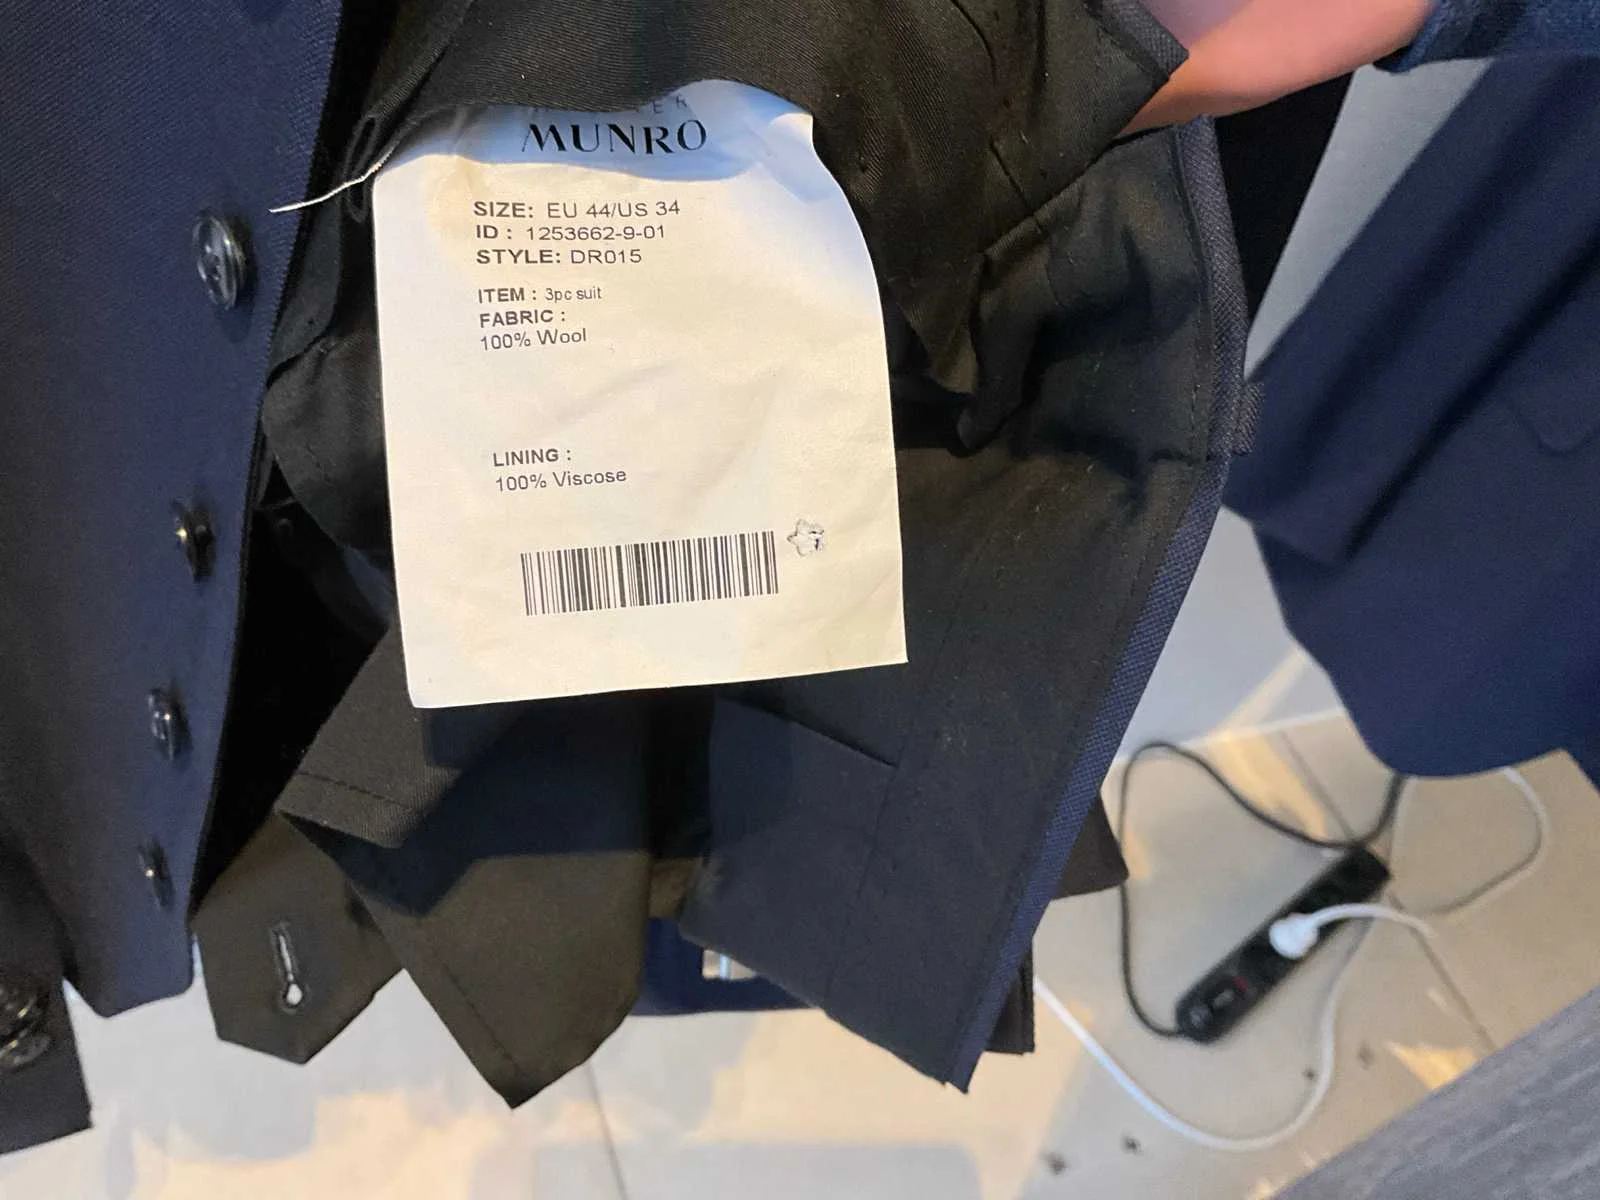 MUNRO
SIZE: EU 44/US 34
ID : 1253662-9-01
STYLE: DR015
ITEM : 3pc suit
FABRIC :
100% Wool
LINING :
100% Viscose